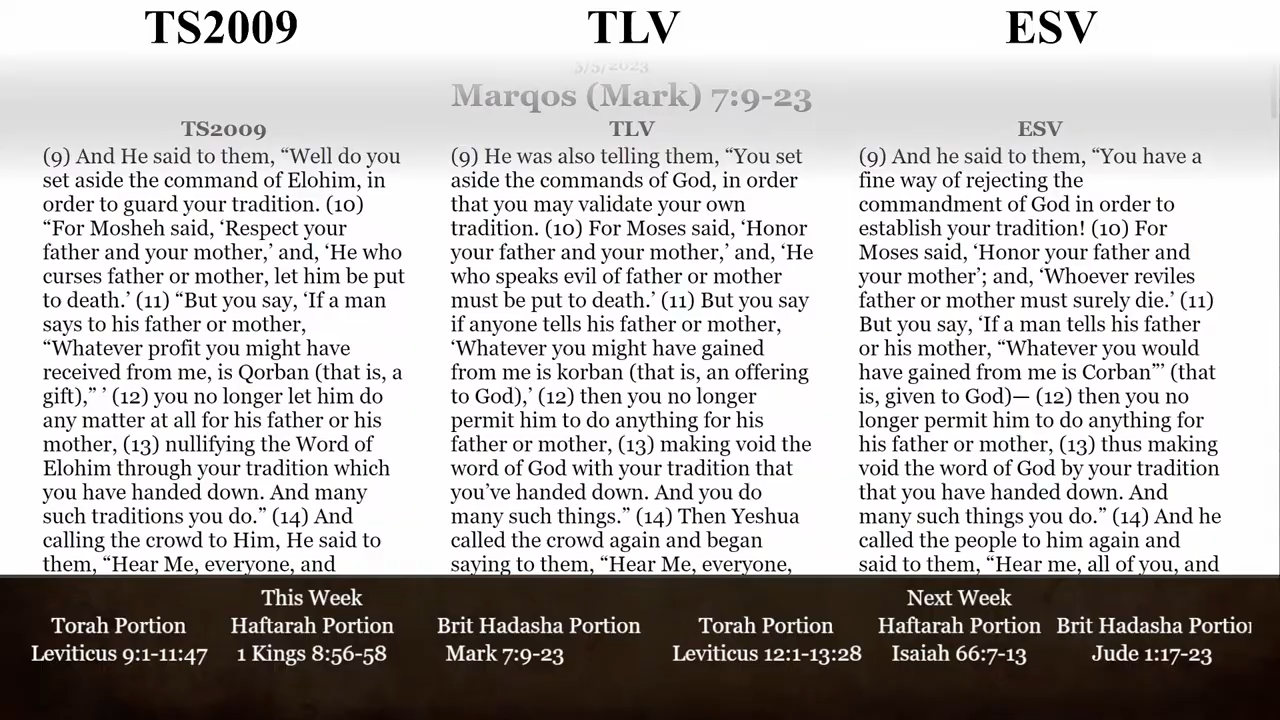 TS2009
TLV
ESV
3/5/2023
Marqos (Mark) 7:9-23
TS2009
(9) And He said to them, “Well do you
set aside the command of Elohim, in
order to guard your tradition. (10)
“For Mosheh said, ‘Respect your
father and your mother,’ and, ‘He who
curses father or mother, let him be put
to death.’ (11) “But you say, ‘If a man
says to his father or mother,
“Whatever profit you might have
received from me, is Qorban (that is, a
gift),” ’ (12) you no longer let him do
any matter at all for his father or his
mother, (13) nullifying the Word of
Elohim through your tradition which
you have handed down. And many
such traditions you do.” (14) And
calling the crowd to Him, He said to
them, “Hear Me, everyone, and
TLV
(9) He was also telling them, “You set
aside the commands of God, in order
that you may validate your own
tradition. (10) For Moses said, ‘Honor
your father and your mother,’ and, ‘He
who speaks evil of father or mother
must be put to death.’ (11) But you say
if anyone tells his father or mother,
‘Whatever you might have gained
from me is korban (that is, an offering
to God),’ (12) then you no longer
permit him to do anything for his
father or mother, (13) making void the
word of God with your tradition that
you’ve handed down. And you do
many such things.” (14) Then Yeshua
called the crowd again and began
saying to them, “Hear Me, everyone,
ESV
(9) And he said to them, “You have a
fine way of rejecting the
commandment of God in order to
establish your tradition! (10) For
Moses said, ‘Honor your father and
your mother’; and, ‘Whoever reviles
father or mother must surely die.’ (11)
But you say, ‘If a man tells his father
or his mother, “Whatever you would
have gained from me is Corban”’ (that
is, given to God)— (12) then you no
longer permit him to do anything for
his father or mother, (13) thus making
void the word of God by your tradition
that you have handed down. And
many such things you do.” (14) And he
called the people to him again and
said to them, “Hear me, all of you, and
This Week
Torah Portion
Leviticus 9:1-11:47
Haftarah Portion
1 Kings 8:56-58
Brit Hadasha Portion
Mark 7:9-23
Next Week
Torah Portion
Leviticus 12:1-13:28
Haftarah Portion
Isaiah 66:7-13
Brit Hadasha Portion
Jude 1:17-23